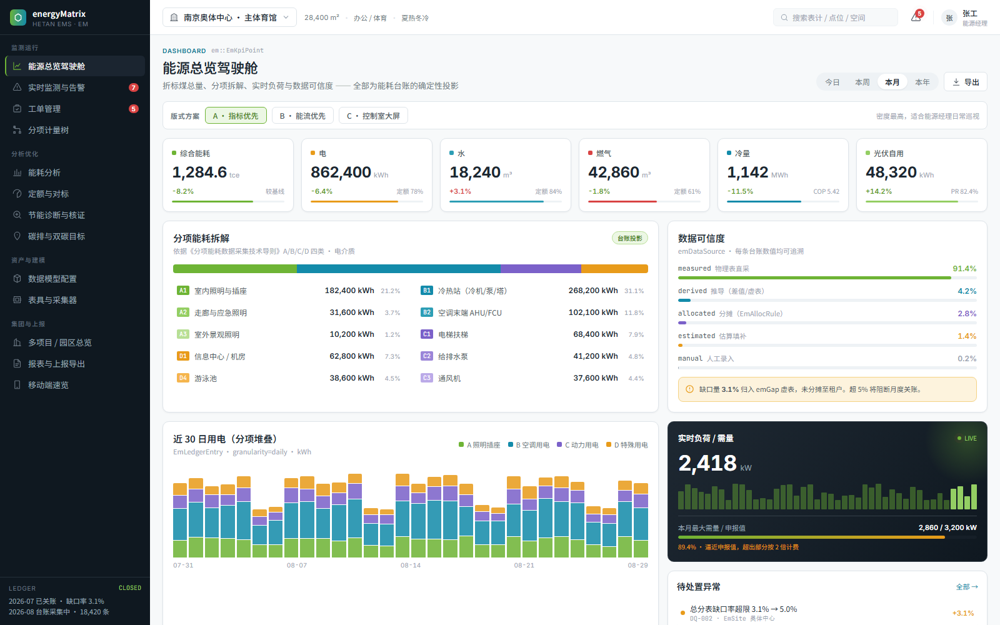 energyMatrix
HETAN EMS · EM
监测运行
能源总览驾驶舱
实时监测与告警 7
工单管理 5
分项计量树
分析优化
能耗分析
定额与对标
节能诊断与核证
碳排与双碳目标
资产与建模
数据模型配置
表具与采集器
集团与上报
多项目 / 园区总览
报表与上报导出
移动端速览
LEDGER CLOSED
2026-07 已关账 · 缺口率 3.1%
2026-08 台账采集中 · 18,420 条
南京奥体中心 · 主体育馆 28,400 m² · 办公 / 体育 · 夏热冬冷
搜索表计 / 点位 / 空间
5
张
张工
能源经理
DASHBOARD em::EmKpiPoint
能源总览驾驶舱
折标煤总量、分项拆解、实时负荷与数据可信度 —— 全部为能耗台账的确定性投影
今日 本周 本月 本年 导出
版式方案 A · 指标优先 B · 能流优先 C · 控制室大屏 密度最高，适合能源经理日常巡视
综合能耗
1,284.6 tce
-8.2% 较基线
电
862,400 kWh
-6.4% 定额 78%
水
18,240 m³
+3.1% 定额 84%
燃气
42,860 m³
-1.8% 定额 61%
冷量
1,142 MWh
-11.5% COP 5.42
光伏自用
48,320 kWh
+14.2% PR 82.4%
分项能耗拆解 台账投影
依据《分项能耗数据采集技术导则》A/B/C/D 四类 · 电介质
A1 室内照明与插座 182,400 kWh 21.2%
B1 冷热站（冷机/泵/塔） 268,200 kWh 31.1%
A2 走廊与应急照明 31,600 kWh 3.7%
B2 空调末端 AHU/FCU 102,100 kWh 11.8%
A3 室外景观照明 10,200 kWh 1.2%
C1 电梯扶梯 68,400 kWh 7.9%
D1 信息中心 / 机房 62,800 kWh 7.3%
C2 给排水泵 41,200 kWh 4.8%
D4 游泳池 38,600 kWh 4.5%
C3 通风机 37,600 kWh 4.4%
数据可信度
emDataSource · 每条台账数值均可追溯
measured 物理表直采 91.4%
derived 推导（差值/虚表） 4.2%
allocated 分摊（EmAllocRule） 2.8%
estimated 估算填补 1.4%
manual 人工录入 0.2%
缺口量 3.1% 归入 emGap 虚表，未分摊至租户。超 5% 将阻断月度关账。
近 30 日用电（分项堆叠）
EmLedgerEntry · granularity=daily · kWh
A 照明插座 B 空调用电 C 动力用电 D 特殊用电
07-31 08-07 08-14 08-21 08-29
实时负荷 / 需量 LIVE
2,418 kW
本月最大需量 / 申报值 2,860 / 3,200 kW
89.4% · 逼近申报值，超出部分按 2 倍计费
待处置异常 全部 →
总分表缺口率超限 3.1% → 5.0%
DQ-002 · EmSite 奥体中心
+3.1%